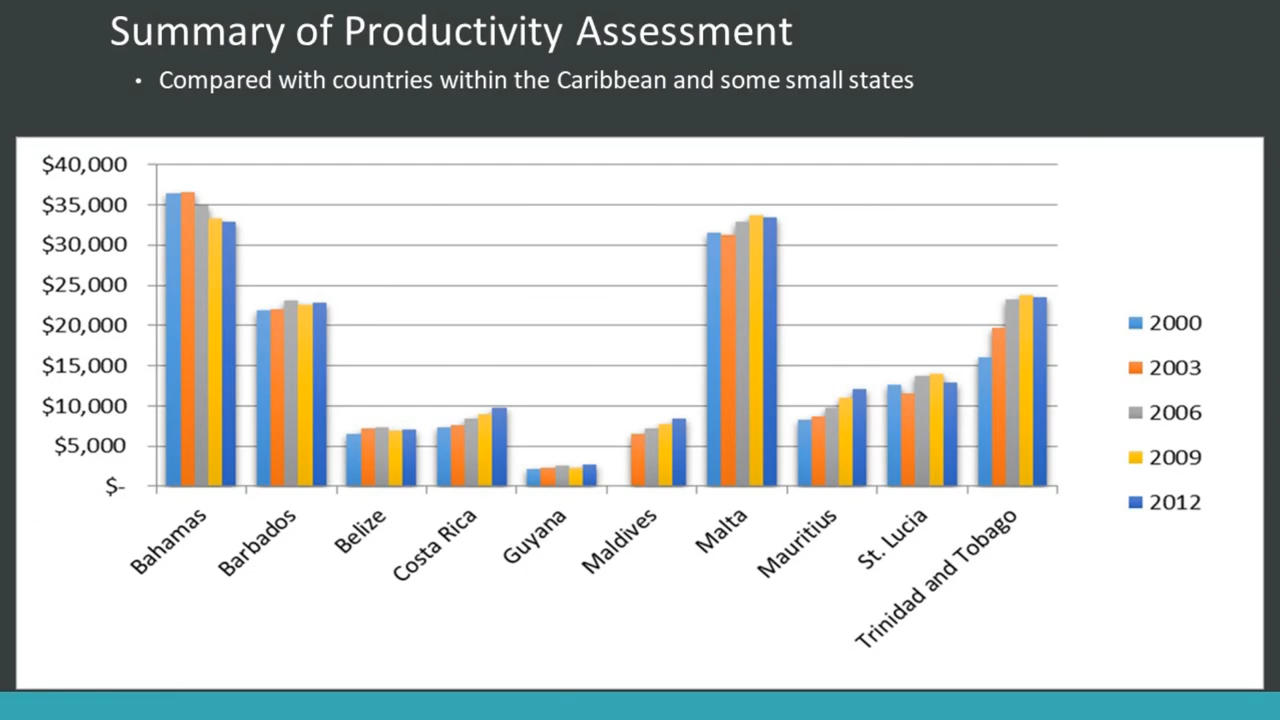 Summary of Productivity Assessment
• Compared with countries within the Caribbean and some small states
$40,000
$35,000
$30,000
$25,000
$20,000
$15,000
$10,000
$5,000
$-
Bahamas
Barbados
Belize
Costa Rica
Guyana
Maldives
Malta
Mauritius
St. Lucia
Trinidad and Tobago
2000
2003
2006
2009
2012